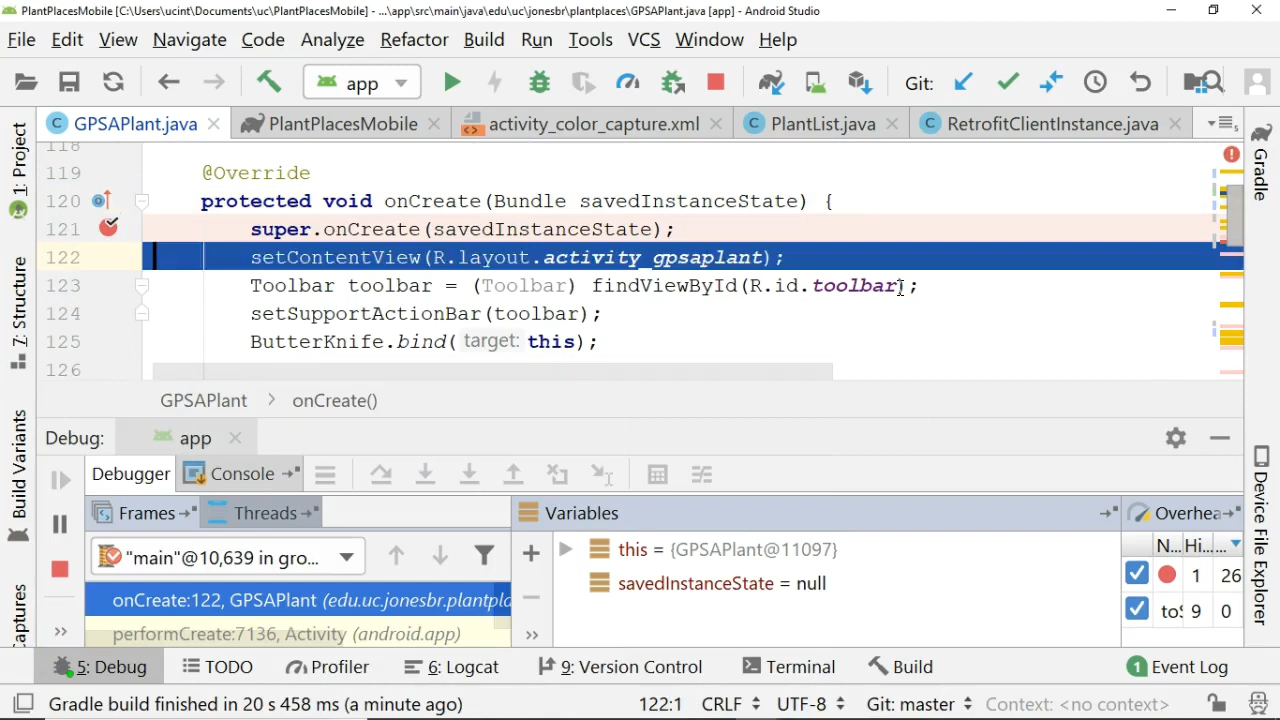 PlantPlacesMobile [C:\Users\ucint\Documents\uc\PlantPlacesMobile] - ...\app\src\main\java\edu\uc\jonesbr\plantplaces\GPSAPlant.java [app] - Android Studio
File Edit View Navigate Code Analyze Refactor Build Run Tools VCS Window Help
app Git:
GPSAPlant.java PlantPlacesMobile activity_color_capture.xml PlantList.java RetrofitClientInstance.java
118
119 @Override
120 protected void onCreate(Bundle savedInstanceState) {
121 super.onCreate(savedInstanceState);
122 setContentView(R.layout.activity_gpsaplant);
123 Toolbar toolbar = (Toolbar) findViewById(R.id.toolbar);
124 setSupportActionBar(toolbar);
125 ButterKnife.bind( target: this);
126
GPSAPlant > onCreate()
Debug: app
Debugger Console
Frames Threads Variables Overhea
"main"@10,639 in gro...
this = {GPSAPlant@11097}
savedInstanceState = null
N... Hi... ...
1 26
toS 9 0
onCreate:122, GPSAPlant (edu.uc.jonesbr.plantpla
performCreate:7136, Activity (android.app)
1: Project
7: Structure
Build Variants
aptures
Gradle
Device File Explorer
5: Debug TODO Profiler 6: Logcat 9: Version Control Terminal Build 1 Event Log
Gradle build finished in 20 s 458 ms (a minute ago) 122:1 CRLF UTF-8 Git: master Context: <no context>